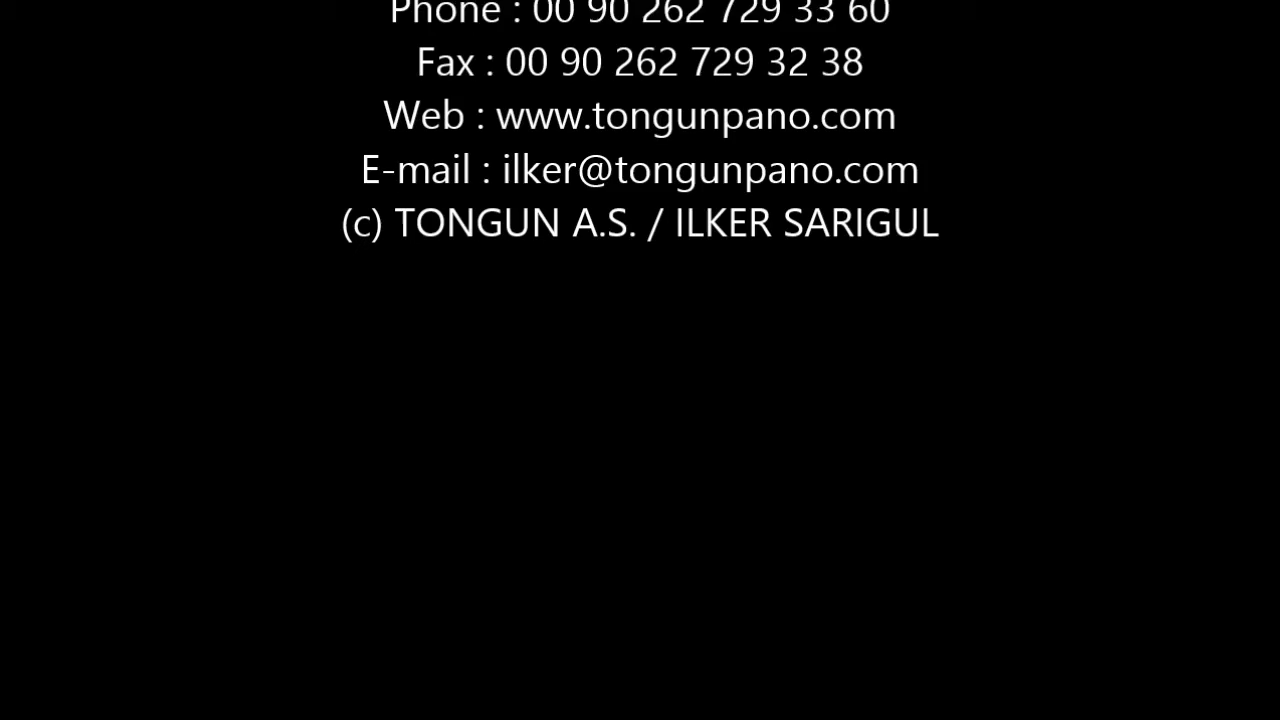 Phone : 00 90 262 729 33 60
Fax : 00 90 262 729 32 38
Web : www.tongunpano.com
E-mail : ilker@tongunpano.com
(c) TONGUN A.S. / ILKER SARIGUL